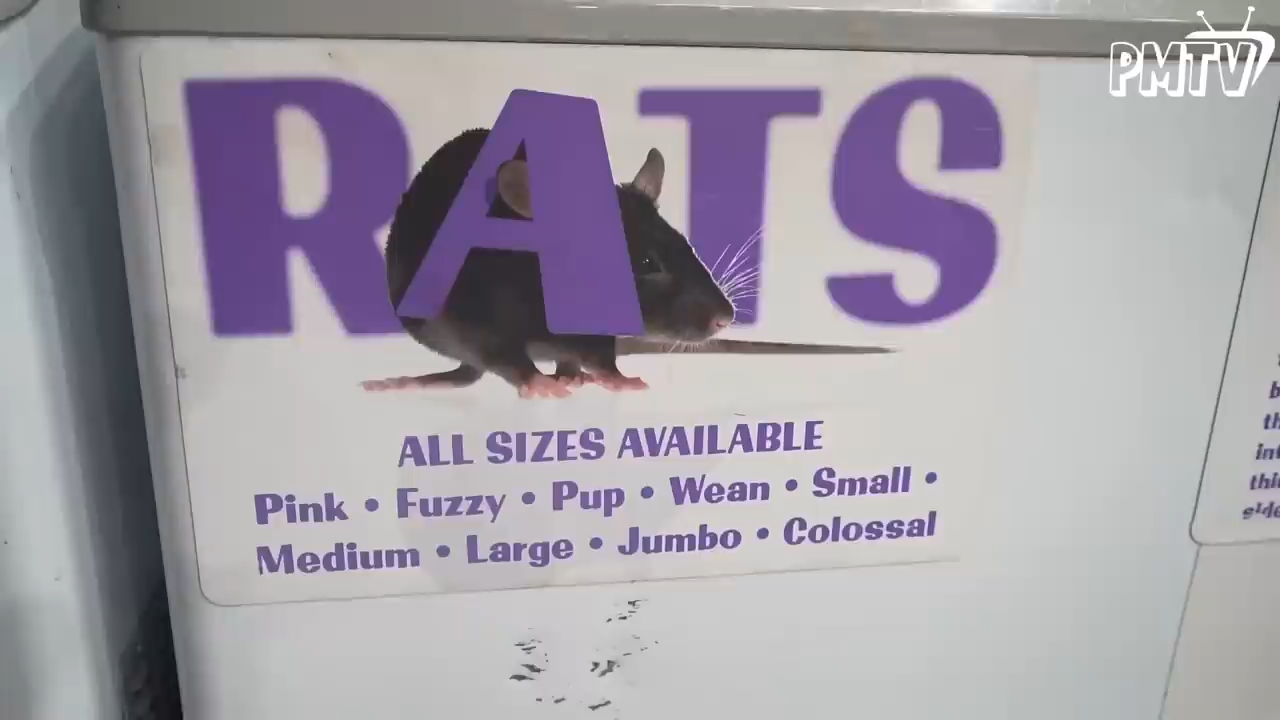 PMTV
RATS
ALL SIZES AVAILABLE
Pink • Fuzzy • Pup • Wean • Small •
Medium • Large • Jumbo • Colossal